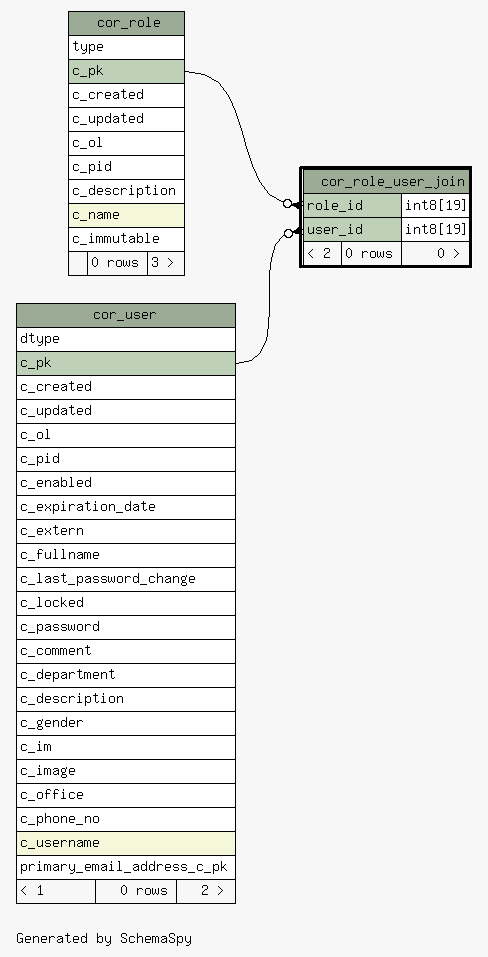 cor_role
type
c_pk
c_created
c_updated
c_ol
c_pid
c_description
c_name
c_immutable
0 rows 3 >
cor_role_user_join
role_id int8[19]
user_id int8[19]
< 2 0 rows 0 >
cor_user
dtype
c_pk
c_created
c_updated
c_ol
c_pid
c_enabled
c_expiration_date
c_extern
c_fullname
c_last_password_change
c_locked
c_password
c_comment
c_department
c_description
c_gender
c_im
c_image
c_office
c_phone_no
c_username
primary_email_address_c_pk
< 1 0 rows 2 >
Generated by SchemaSpy